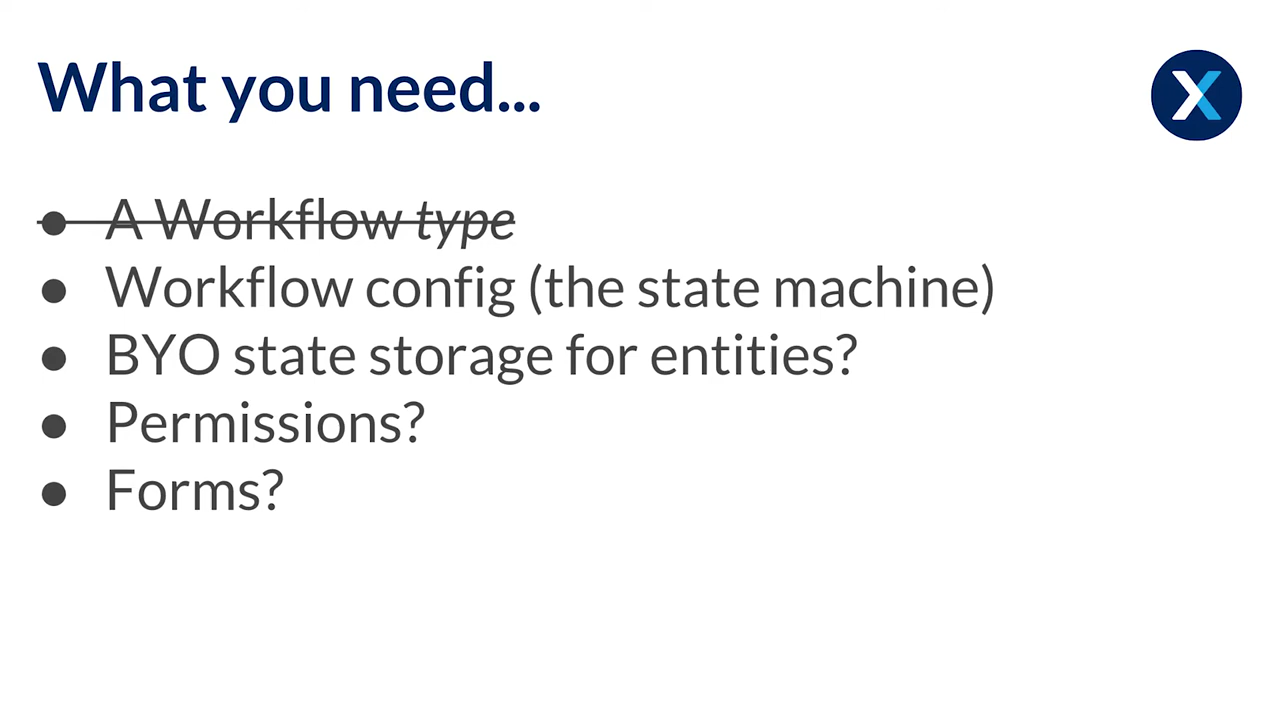 What you need...
● A Workflow type
● Workflow config (the state machine)
● BYO state storage for entities?
● Permissions?
● Forms?